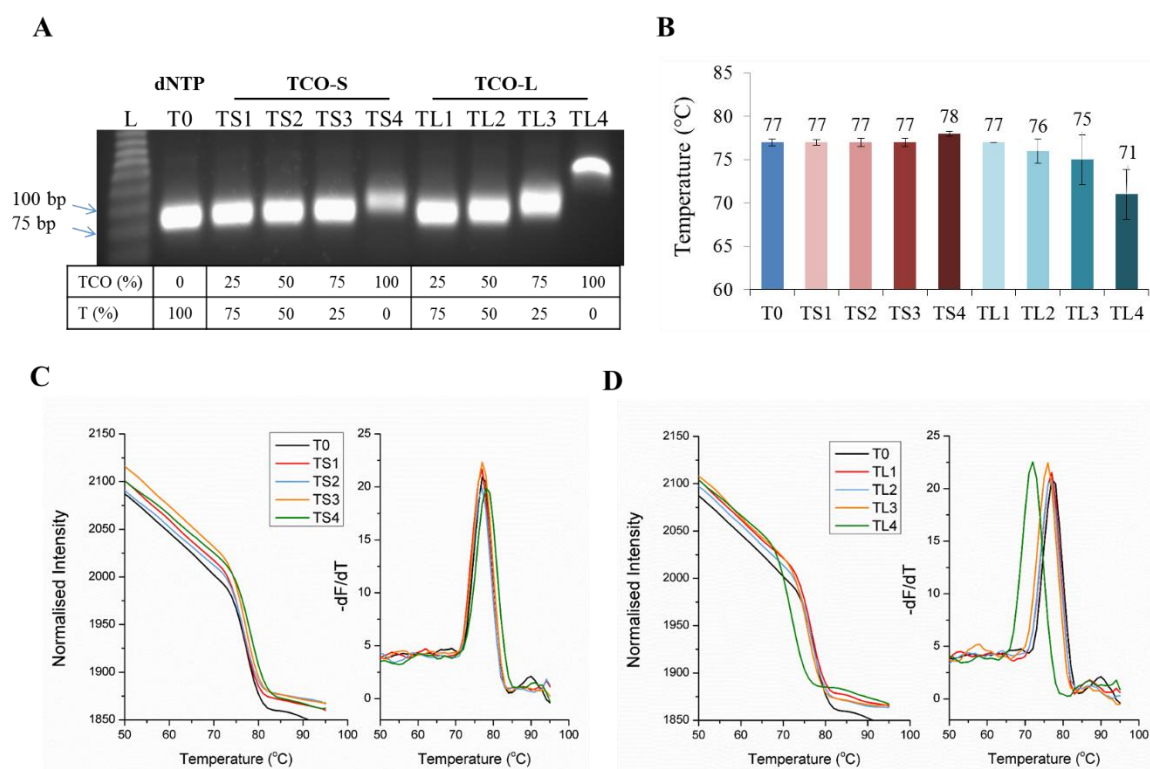 A
dNTP TCO-S TCO-L
L T0 TS1 TS2 TS3 TS4 TL1 TL2 TL3 TL4
100 bp
75 bp
TCO (%) 0 25 50 75 100 25 50 75 100
T (%) 100 75 50 25 0 75 50 25 0
B
Temperature (°C)
85
80
75
70
65
60
77 77 77 77 78 77 76 75 71
T0 TS1 TS2 TS3 TS4 TL1 TL2 TL3 TL4
C
Normalised Intensity
2150
2100
2050
2000
1950
1900
1850
50 60 70 80 90 100
Temperature (°C)
T0
TS1
TS2
TS3
TS4
-dF/dT
25
20
15
10
5
0
50 60 70 80 90 100
Temperature (°C)
D
Normalised Intensity
2150
2100
2050
2000
1950
1900
1850
50 60 70 80 90 100
Temperature (°C)
T0
TL1
TL2
TL3
TL4
-dF/dT
25
20
15
10
5
0
50 60 70 80 90 100
Temperature (°C)